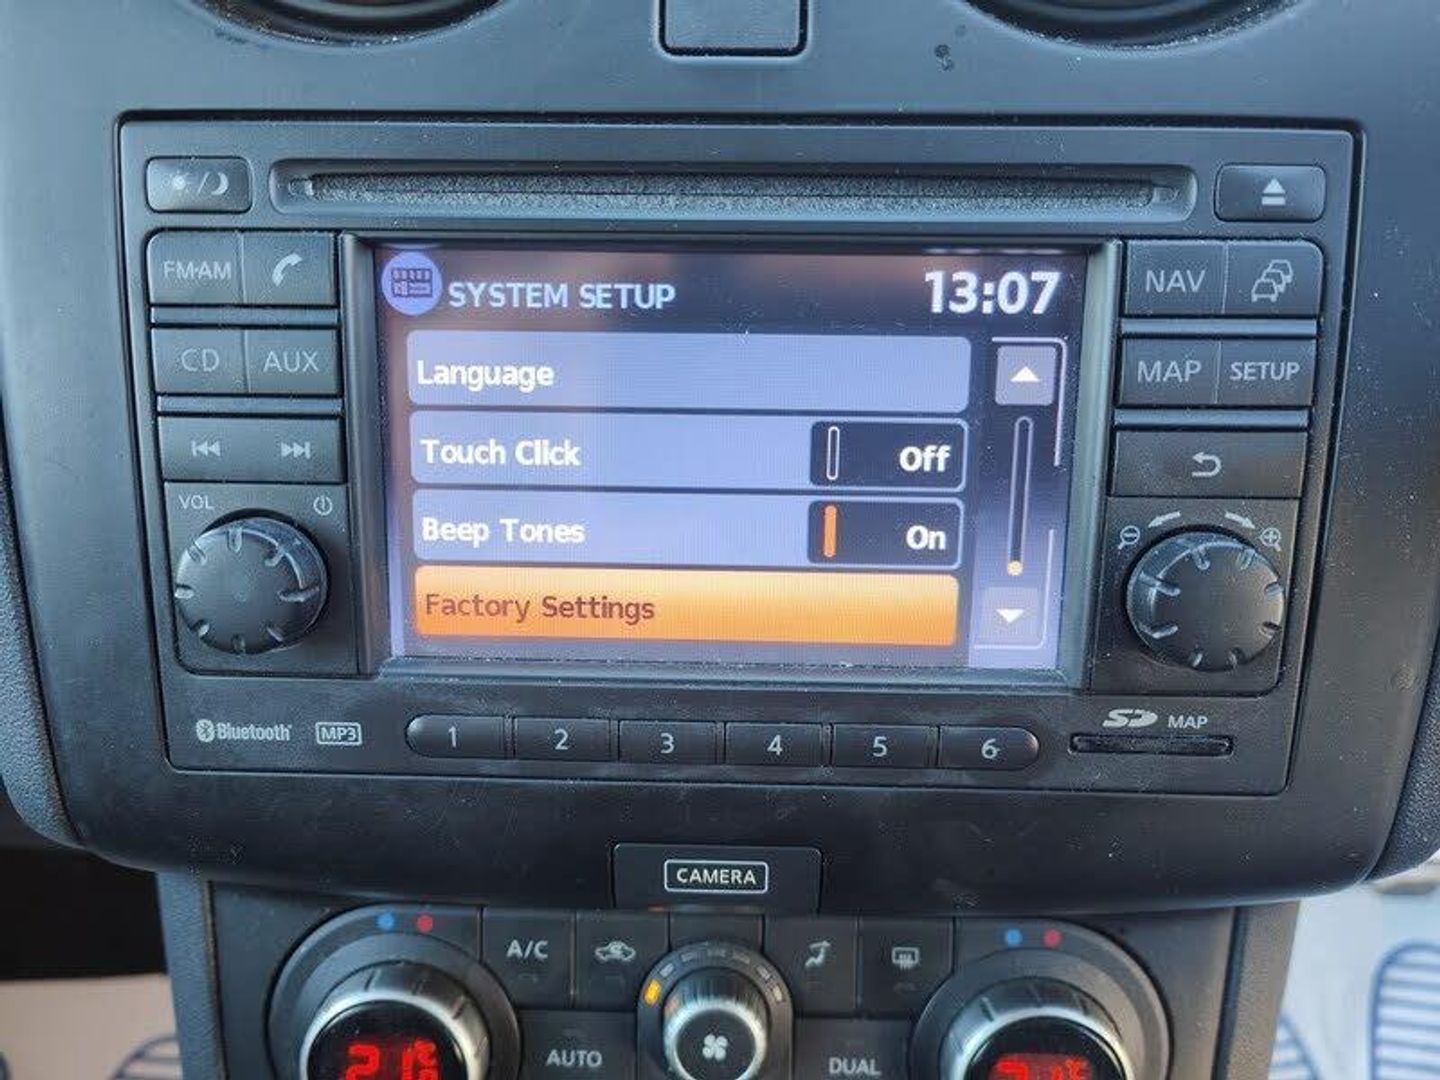 FM·AM
CD AUX
VOL
SYSTEM SETUP 13:07
Language
Touch Click Off
Beep Tones On
Factory Settings
NAV
MAP SETUP
Bluetooth MP3
1 2 3 4 5 6
SD MAP
CAMERA
A/C
AUTO
DUAL